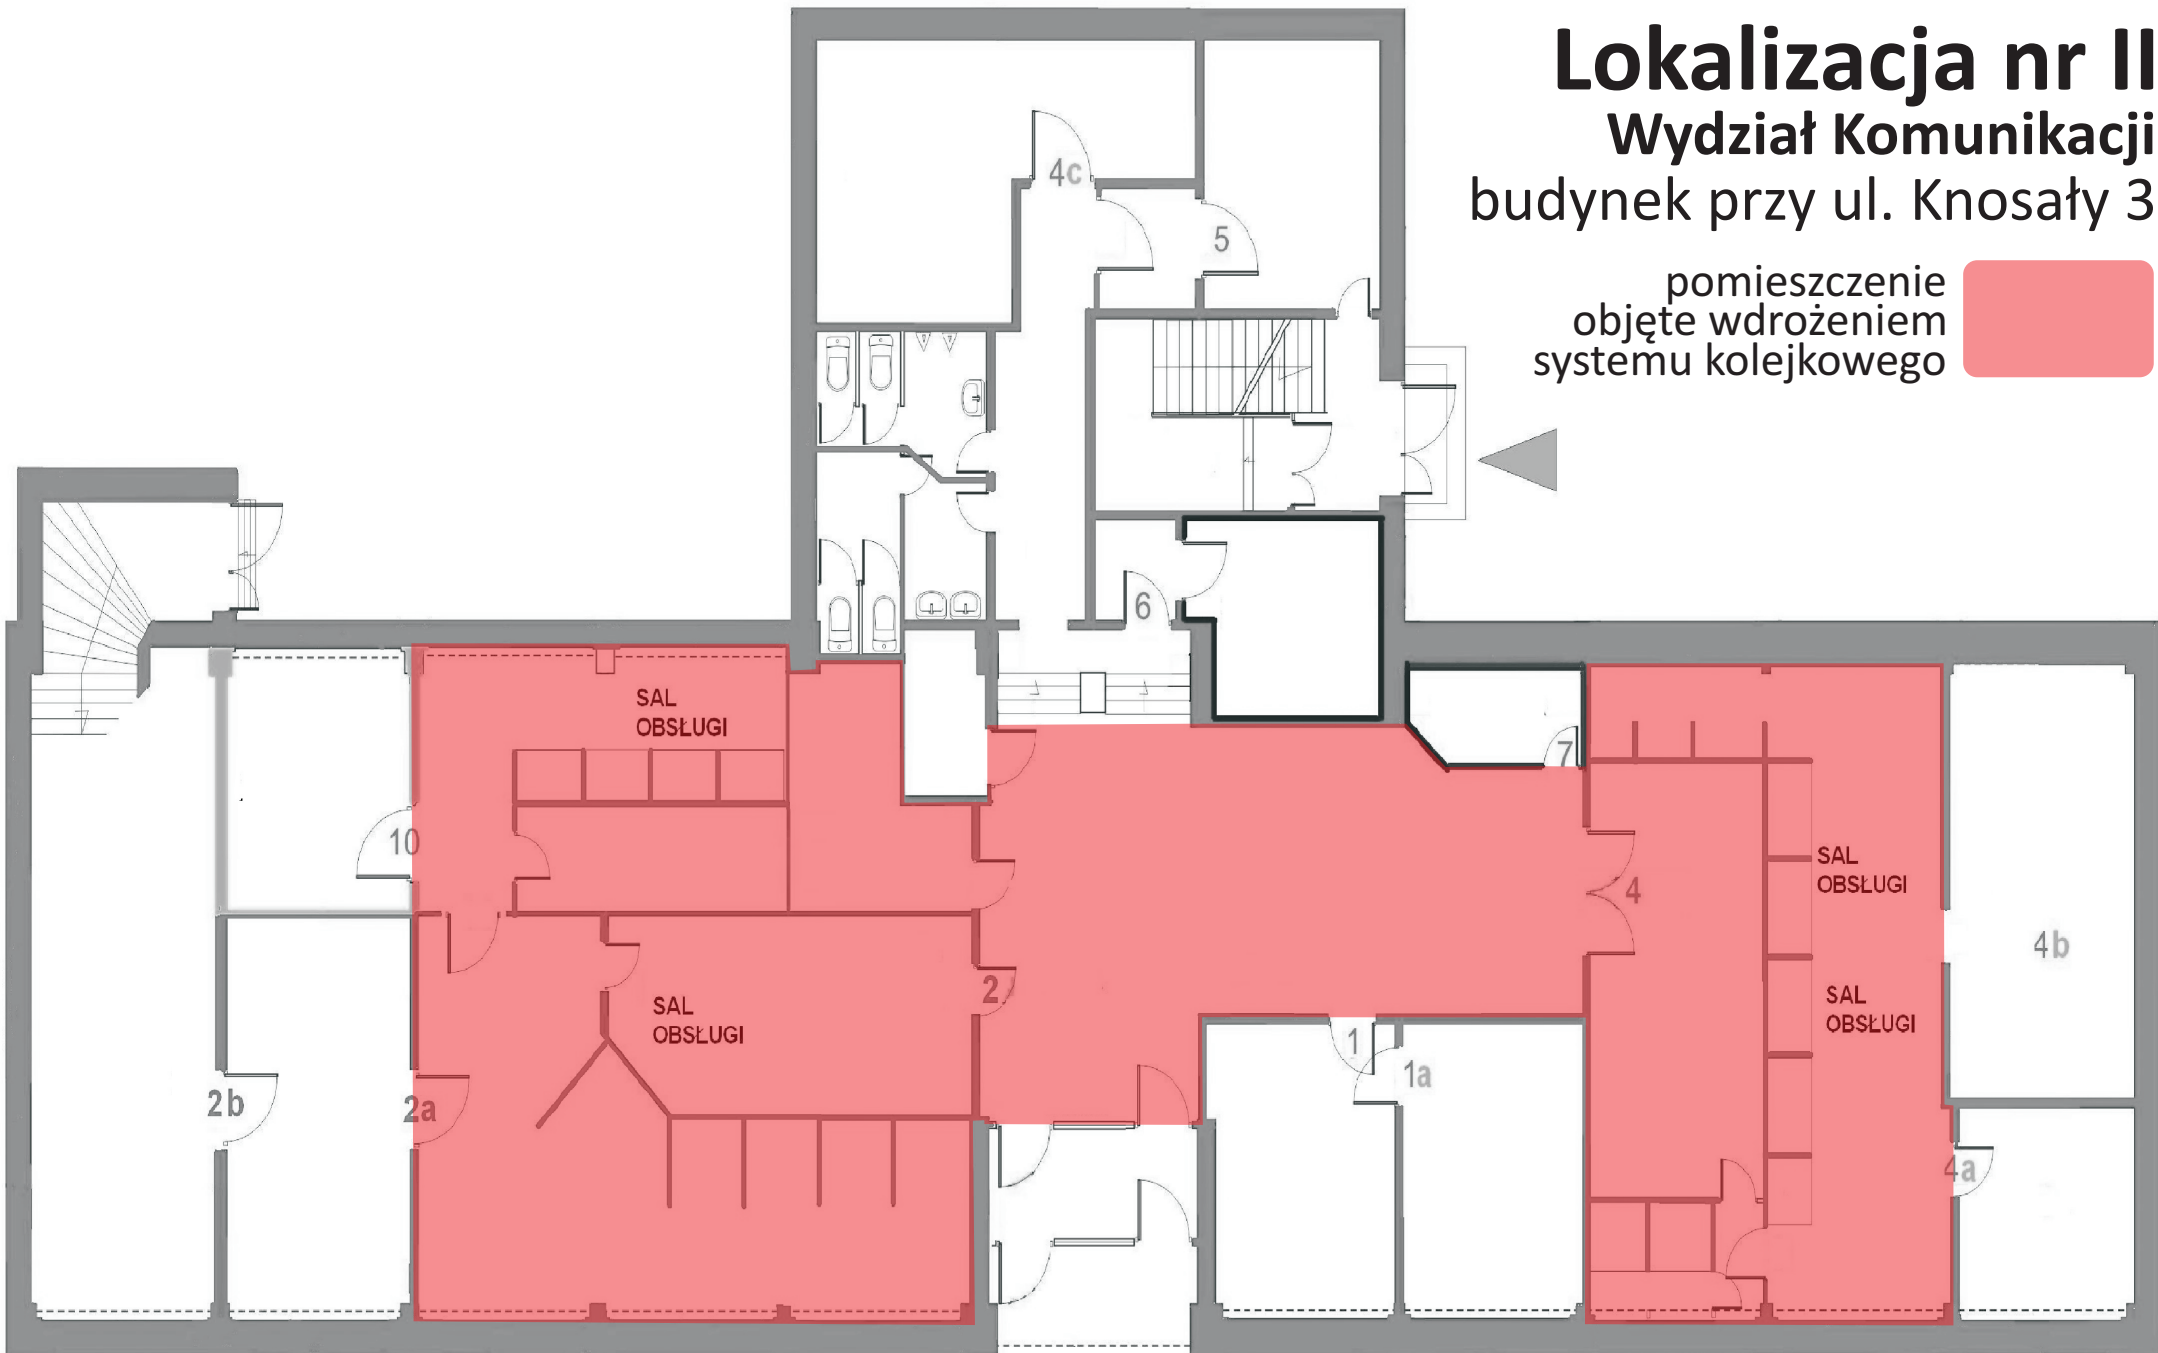 Lokalizacja nr II
Wydział Komunikacji
budynek przy ul. Knosały 3
pomieszczenie
objęte wdrożeniem
systemu kolejkowego
4c
5
6
7
SAL
OBSŁUGI
10
SAL
OBSŁUGI
4
4b
2
SAL
OBSŁUGI
SAL
OBSŁUGI
1
1a
2b
2a
4a